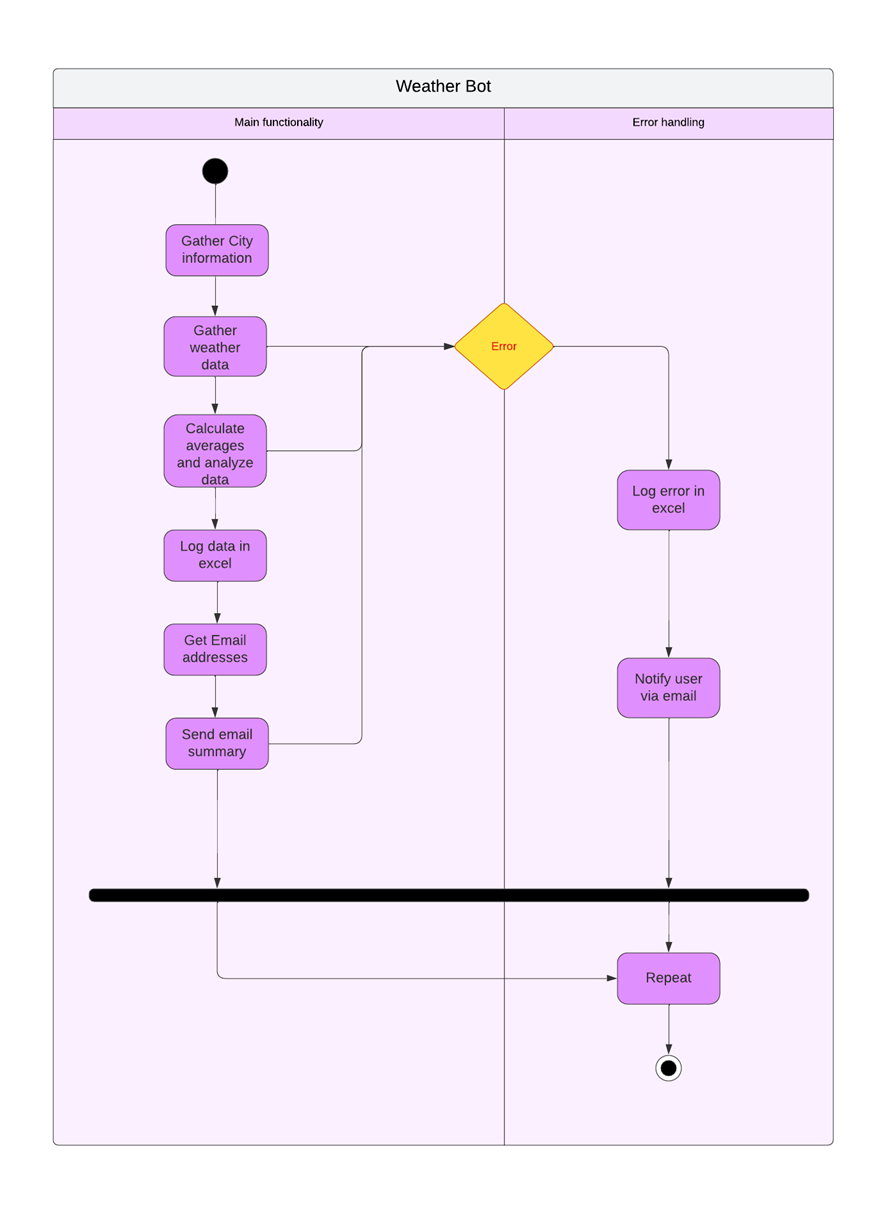 Weather Bot
Main functionality
Error handling
Gather City
information
Gather
weather
data
Error
Calculate
averages
and analyze
data
Log error in
excel
Log data in
excel
Get Email
addresses
Notify user
via email
Send email
summary
Repeat